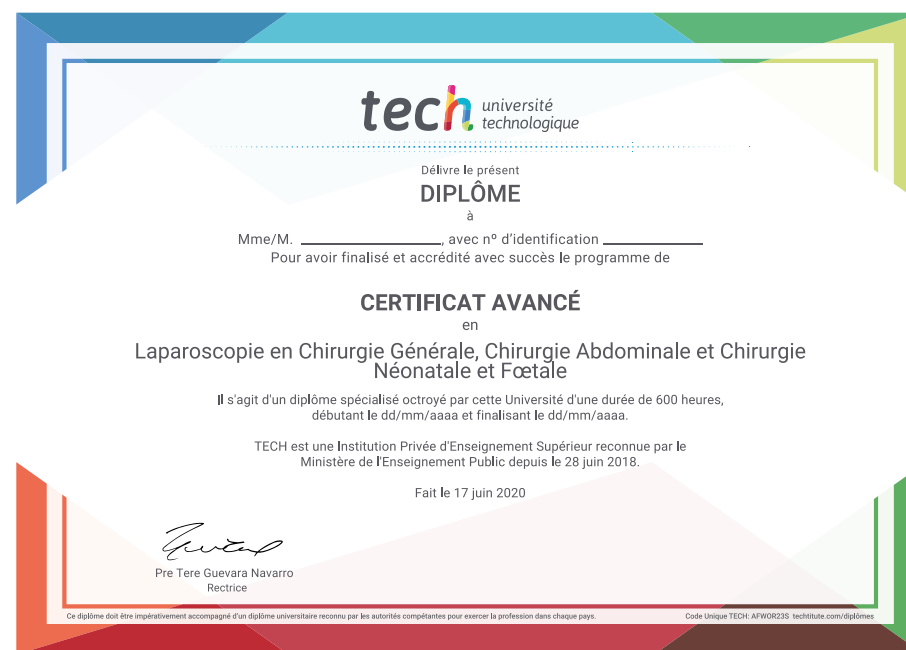 tech université
technologique
Délivre le présent
DIPLÔME
à
Mme/M. ____________________, avec nº d'identification ______________
Pour avoir finalisé et accrédité avec succès le programme de
CERTIFICAT AVANCÉ
en
Laparoscopie en Chirurgie Générale, Chirurgie Abdominale et Chirurgie
Néonatale et Fœtale
Il s'agit d'un diplôme spécialisé octroyé par cette Université d'une durée de 600 heures,
débutant le dd/mm/aaaa et finalisant le dd/mm/aaaa.
TECH est une Institution Privée d'Enseignement Supérieur reconnue par le
Ministère de l'Enseignement Public depuis le 28 juin 2018.
Fait le 17 juin 2020
Pre Tere Guevara Navarro
Rectrice
Ce diplôme doit être impérativement accompagné d'un diplôme universitaire reconnu par les autorités compétantes pour exercer la profession dans chaque pays.
Code Unique TECH: AFWOR23S techtitute.com/diplômes